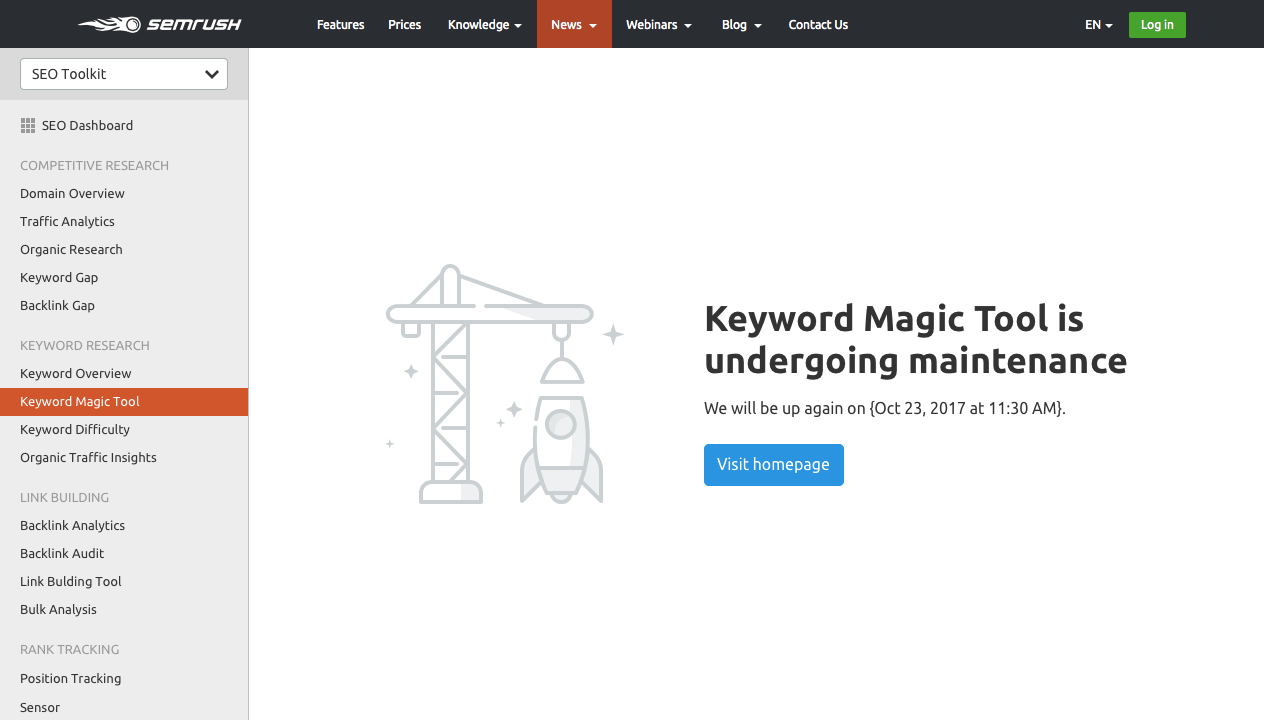 semrush
Features
Prices
Knowledge
News
Webinars
Blog
Contact Us
EN
Log in
SEO Toolkit
SEO Dashboard
COMPETITIVE RESEARCH
Domain Overview
Traffic Analytics
Organic Research
Keyword Gap
Backlink Gap
KEYWORD RESEARCH
Keyword Overview
Keyword Magic Tool
Keyword Difficulty
Organic Traffic Insights
LINK BUILDING
Backlink Analytics
Backlink Audit
Link Bulding Tool
Bulk Analysis
RANK TRACKING
Position Tracking
Sensor
Keyword Magic Tool is
undergoing maintenance
We will be up again on {Oct 23, 2017 at 11:30 AM}.
Visit homepage